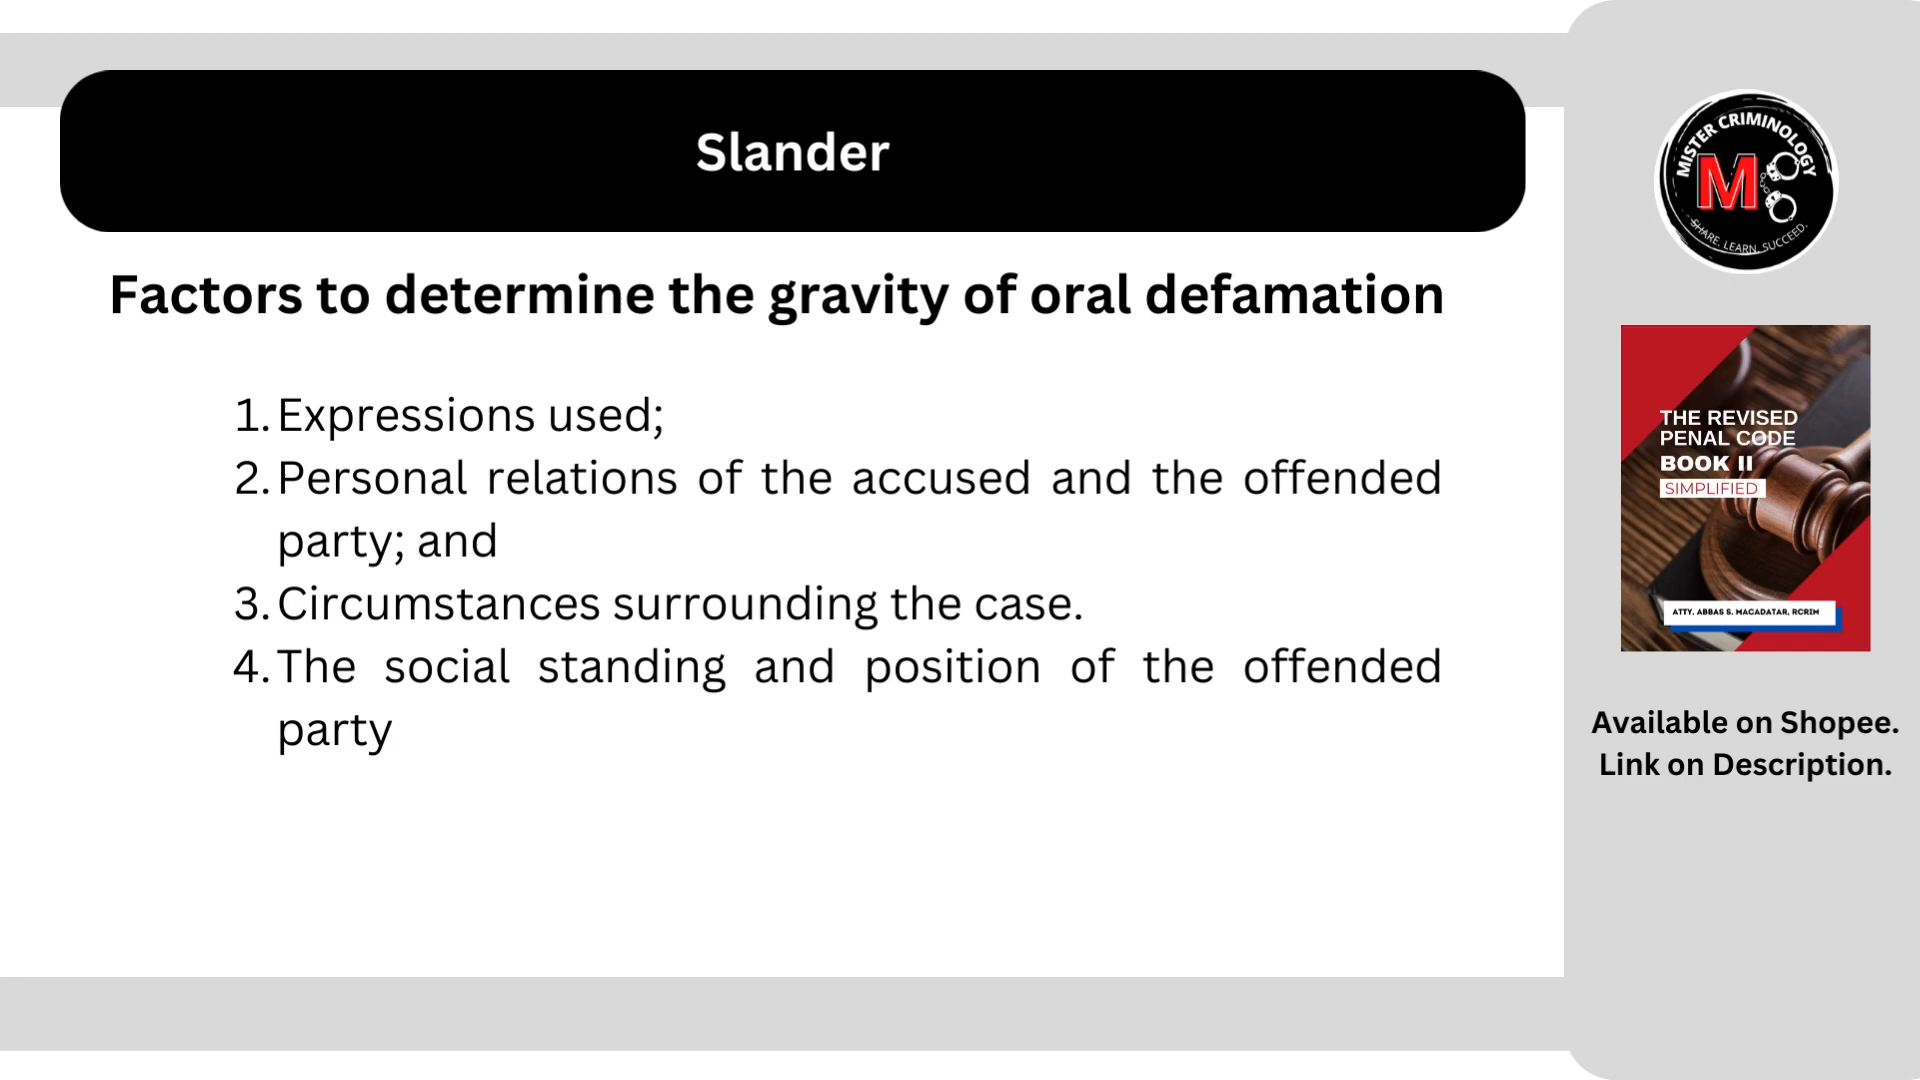 Slander
Factors to determine the gravity of oral defamation
1. Expressions used;
2. Personal relations of the accused and the offended
party; and
3. Circumstances surrounding the case.
4. The social standing and position of the offended
party
MISTER CRIMINOLOGY
M
SHARE. LEARN. SUCCEED.
THE REVISED
PENAL CODE
BOOK II
SIMPLIFIED
ATTY. ABBAS S. MACADATAR, RCRIM
Available on Shopee.
Link on Description.